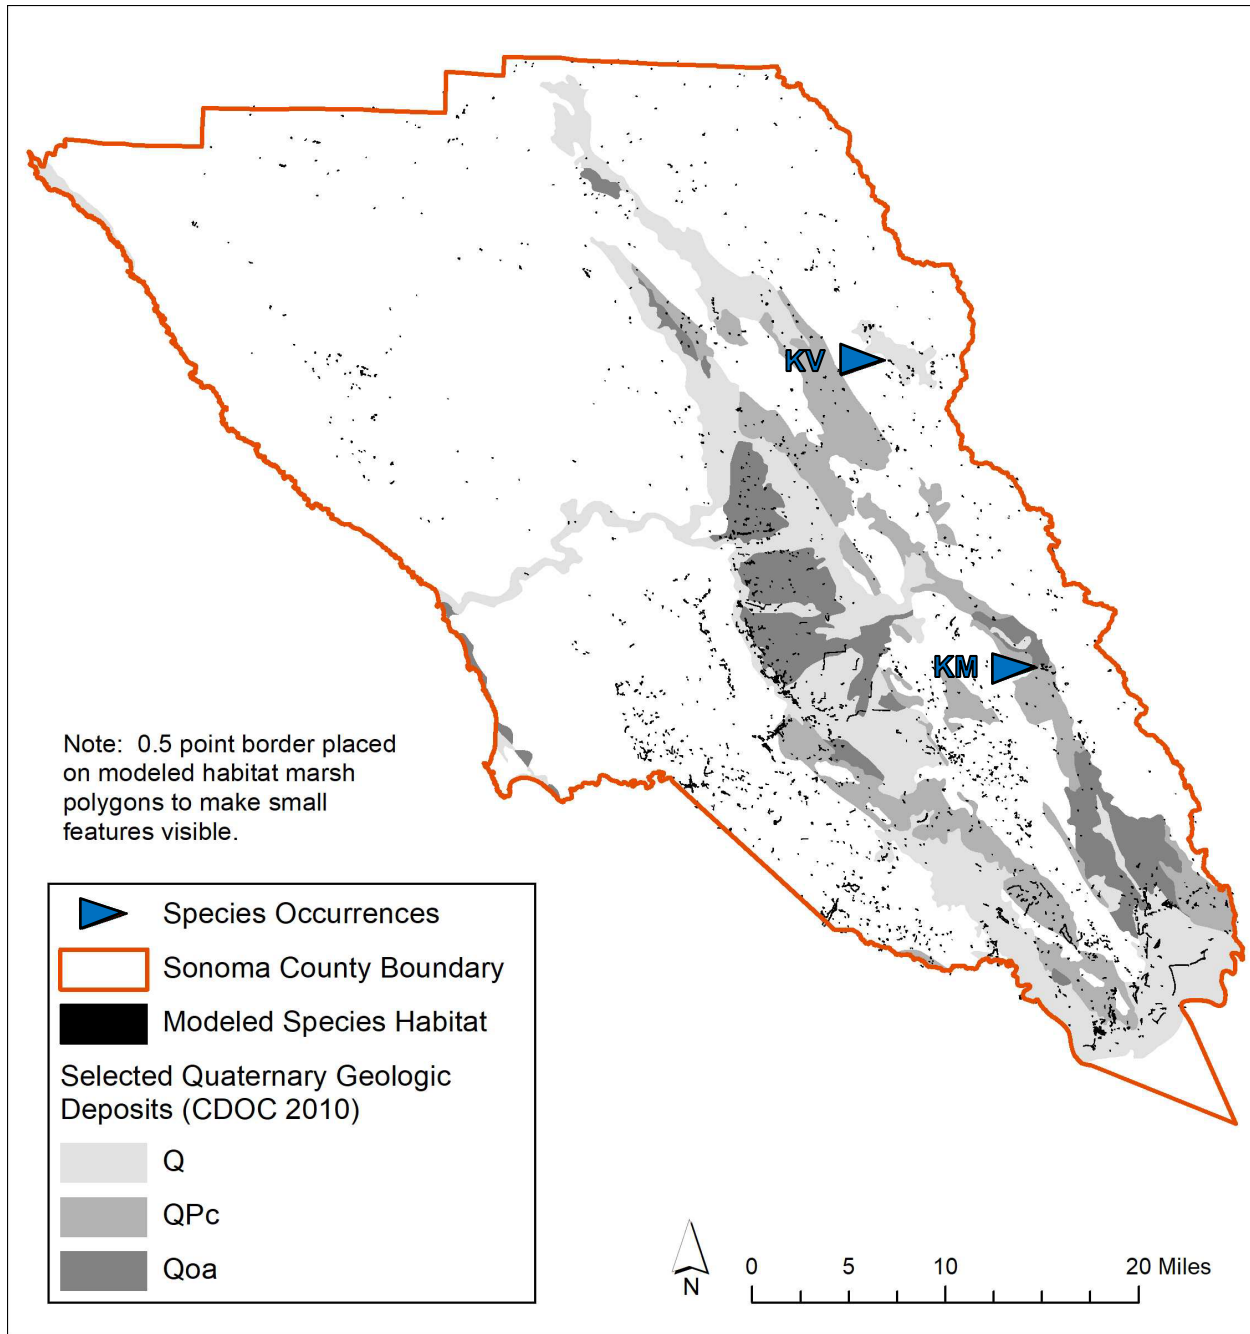 KV
KM
Note:  0.5 point border placed
on modeled habitat marsh
polygons to make small
features visible.
Species Occurrences
Sonoma County Boundary
Modeled Species Habitat
Selected Quaternary Geologic
Deposits (CDOC 2010)
Q
QPc
Qoa
N
0 5 10 20 Miles